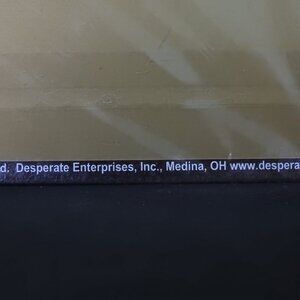 d. Desperate Enterprises, Inc., Medina, OH www.despera